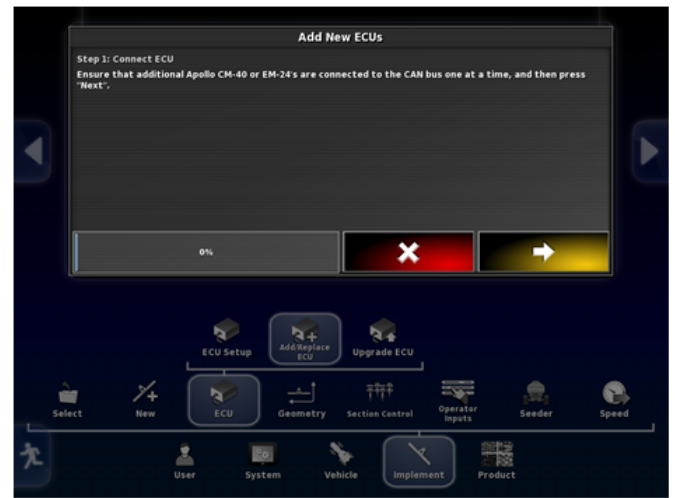 Add New ECUs
Step 1: Connect ECU
Ensure that additional Apollo CM-40 or EM-24's are connected to the CAN bus one at a time, and then press
"Next".
0%
ECU Setup
Add/Replace
ECU
Upgrade ECU
Select
New
ECU
Geometry
Section Control
Operator
Inputs
Seeder
Speed
User
System
Vehicle
Implement
Product